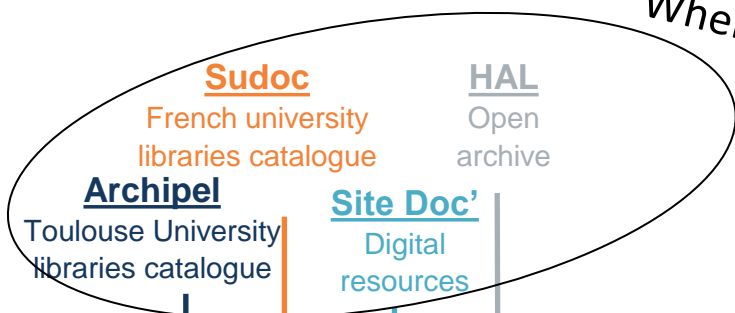 Sudoc
French university
libraries catalogue
HAL
Open
archive
Archipel
Toulouse University
libraries catalogue
Site Doc’
Digital
resources